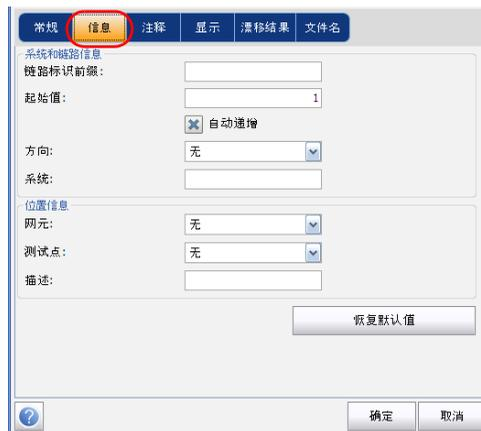 常规 信息 注释 显示 漂移结果 文件名
系统和链路信息
链路标识前缀:
起始值: 1
自动递增
方向: 无
系统:
位置信息
网元: 无
测试点: 无
描述:
恢复默认值
? 确定 取消